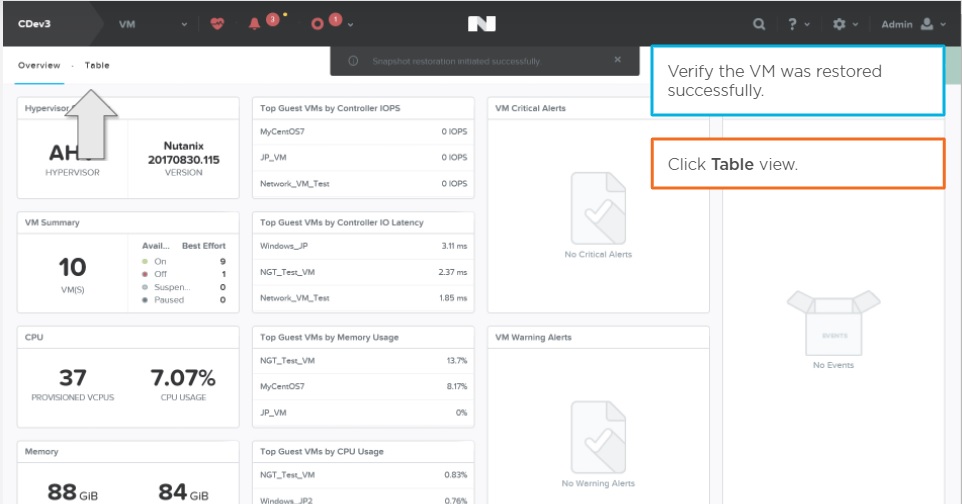 CDev3
VM
3
1
?
Admin
Overview · Table
Snapshot restoration initiated successfully
Verify the VM was restored
successfully.
Click Table view.
Hypervisor
AH
HYPERVISOR
Nutanix
20170830.115
VERSION
Top Guest VMs by Controller IOPS
MyCentOS7 0 IOPS
JP_VM 0 IOPS
Network_VM_Test 0 IOPS
VM Critical Alerts
No Critical Alerts
VM Summary
10
VM(S)
Avail... Best Effort
On 9
Off 1
Suspen... 0
Paused 0
Top Guest VMs by Controller IO Latency
Windows_JP 3.11 ms
NGT_Test_VM 2.37 ms
Network_VM_Test 1.85 ms
EVENTS
No Events
CPU
37
PROVISIONED VCPUS
7.07%
CPU USAGE
Top Guest VMs by Memory Usage
NGT_Test_VM 13.7%
MyCentOS7 8.17%
JP_VM 0%
VM Warning Alerts
No Warning Alerts
Memory
88 GiB
84 GiB
Top Guest VMs by CPU Usage
NGT_Test_VM 0.83%
Windows_JP2 0.76%